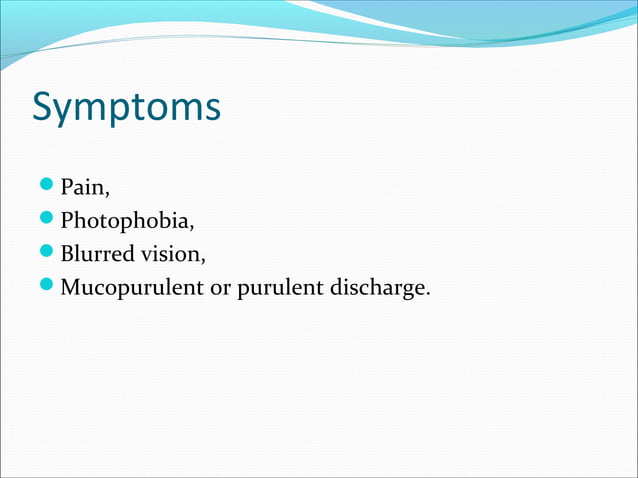 Symptoms
Pain,
Photophobia,
Blurred vision,
Mucopurulent or purulent discharge.